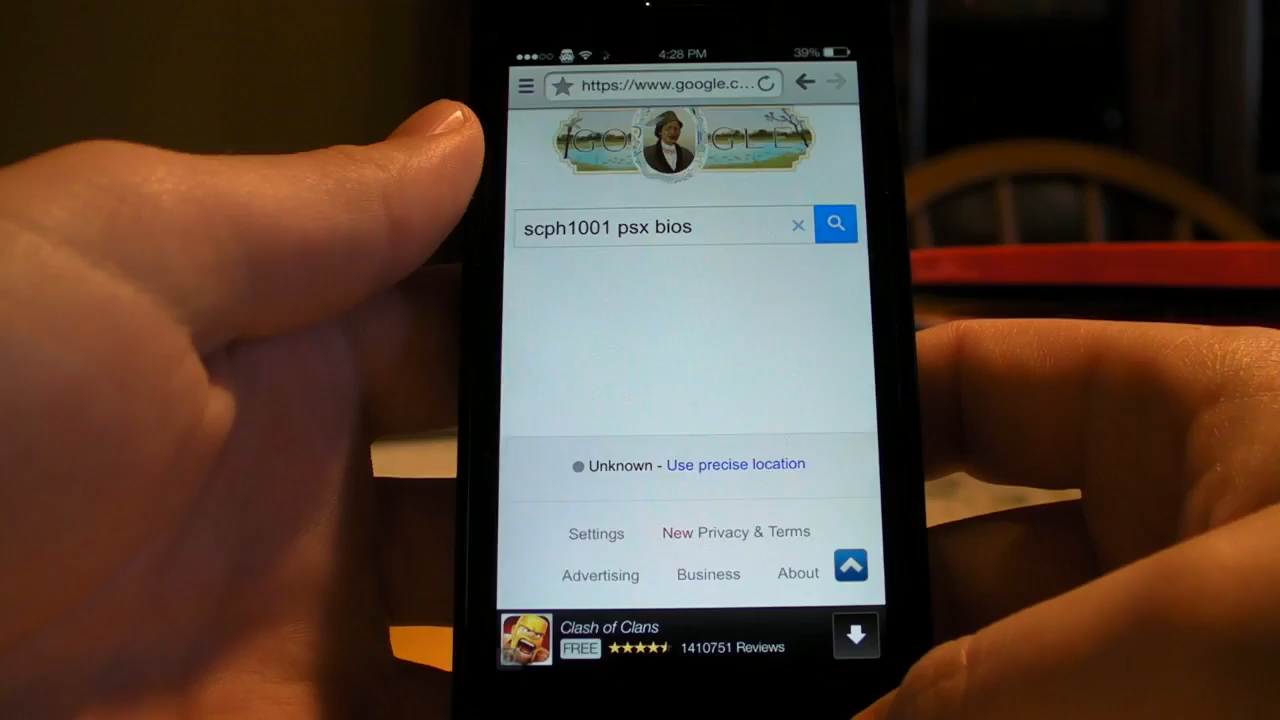 4:28 PM
39%
https://www.google.c...
GOOGLE
scph1001 psx bios
Unknown - Use precise location
Settings
New Privacy & Terms
Advertising
Business
About
Clash of Clans
FREE
1410751 Reviews